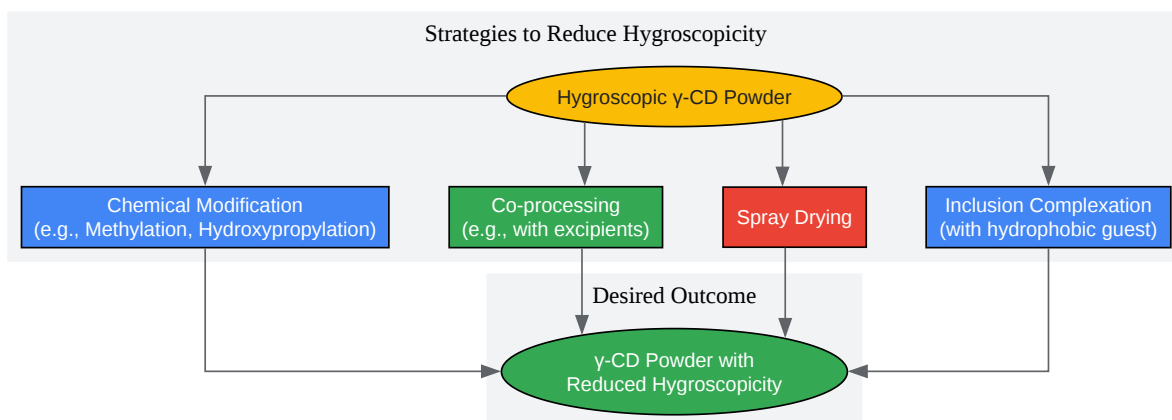 Strategies to Reduce Hygroscopicity
Hygroscopic γ-CD Powder
Chemical Modification
(e.g., Methylation, Hydroxypropylation)
Co-processing
(e.g., with excipients)
Spray Drying
Inclusion Complexation
(with hydrophobic guest)
Desired Outcome
γ-CD Powder with
Reduced Hygroscopicity